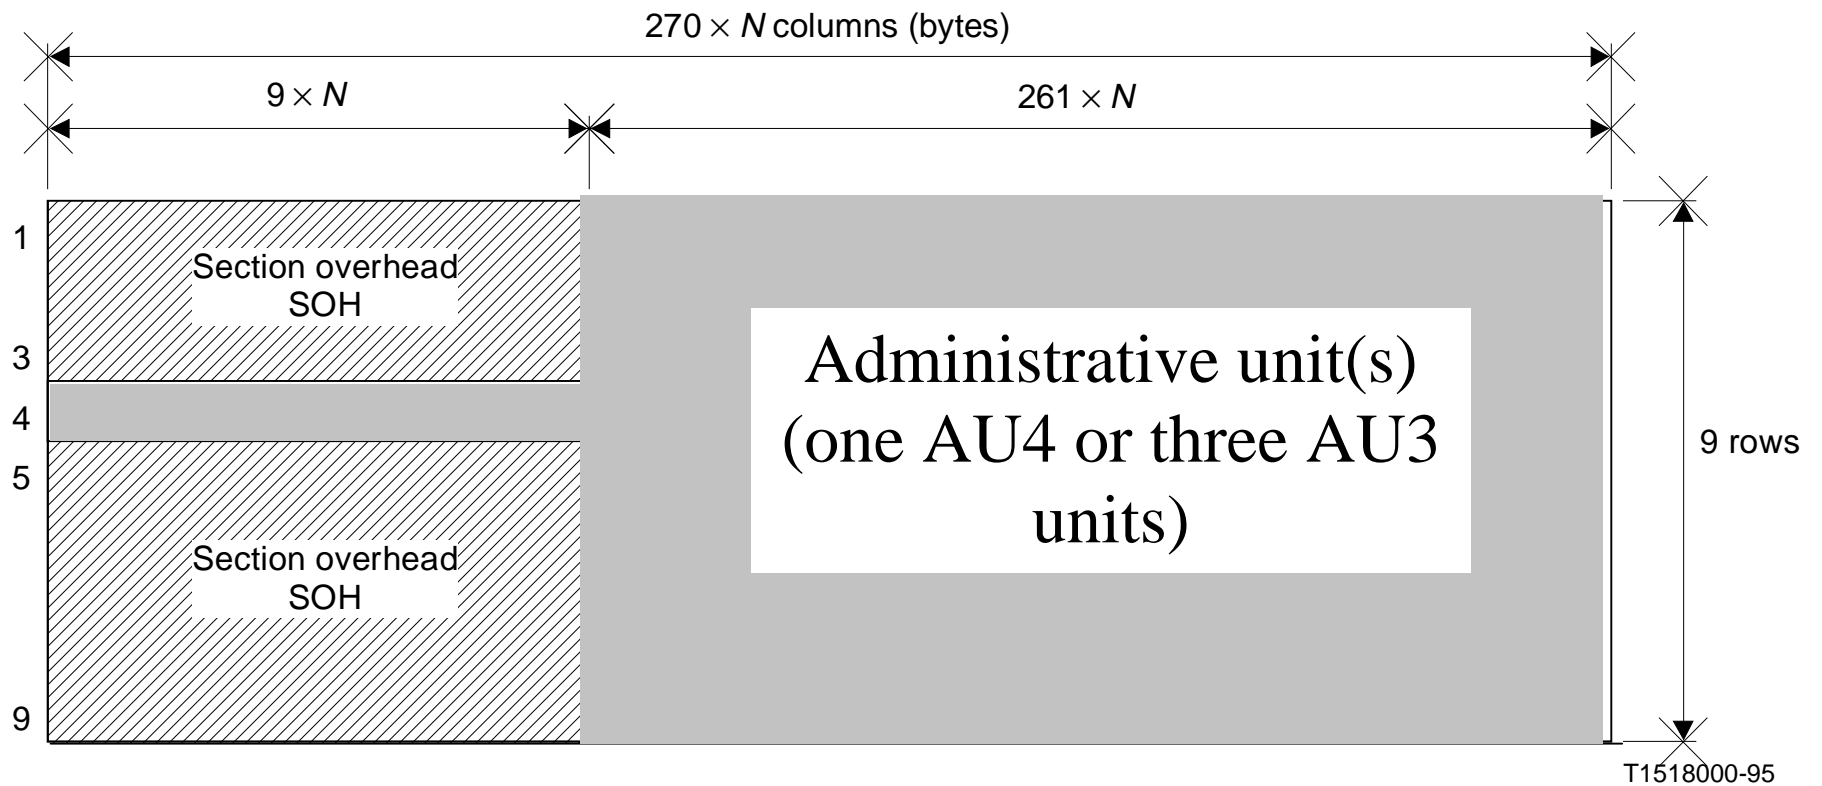 270 × N columns (bytes)
9 × N
261 × N
1
Section overhead
SOH
3
4
5
Section overhead
SOH
9
Administrative unit(s)
(one AU4 or three AU3
units)
9 rows
T1518000-95